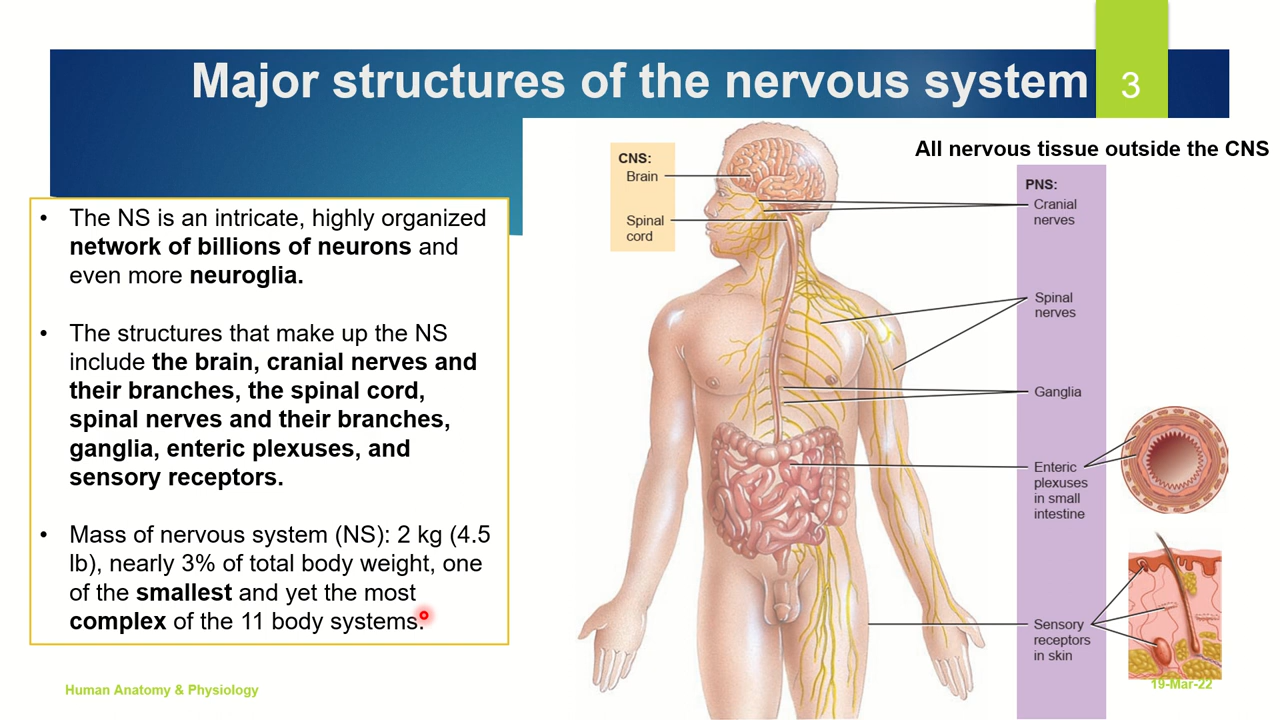 Major structures of the nervous system
3
All nervous tissue outside the CNS
• The NS is an intricate, highly organized
network of billions of neurons and
even more neuroglia.
• The structures that make up the NS
include the brain, cranial nerves and
their branches, the spinal cord,
spinal nerves and their branches,
ganglia, enteric plexuses, and
sensory receptors.
• Mass of nervous system (NS): 2 kg (4.5
lb), nearly 3% of total body weight, one
of the smallest and yet the most
complex of the 11 body systems.
CNS:
Brain
Spinal
cord
PNS:
Cranial
nerves
Spinal
nerves
Ganglia
Enteric
plexuses
in small
intestine
Sensory
receptors
in skin
Human Anatomy & Physiology
19-Mar-22